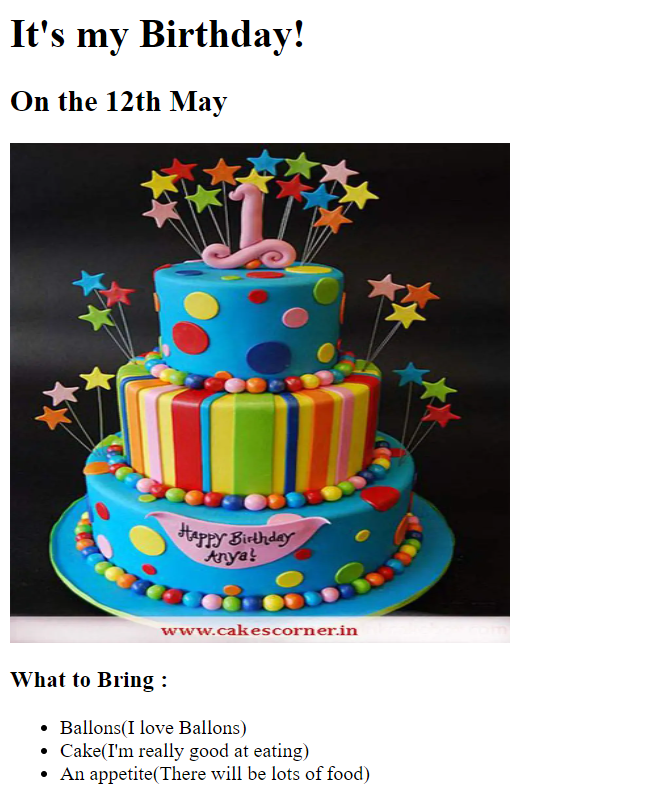 It's my Birthday!
On the 12th May
1
Happy Birthday
Anya!
www.cakescorner.in
What to Bring :
Ballons(I love Ballons)
Cake(I'm really good at eating)
An appetite(There will be lots of food)